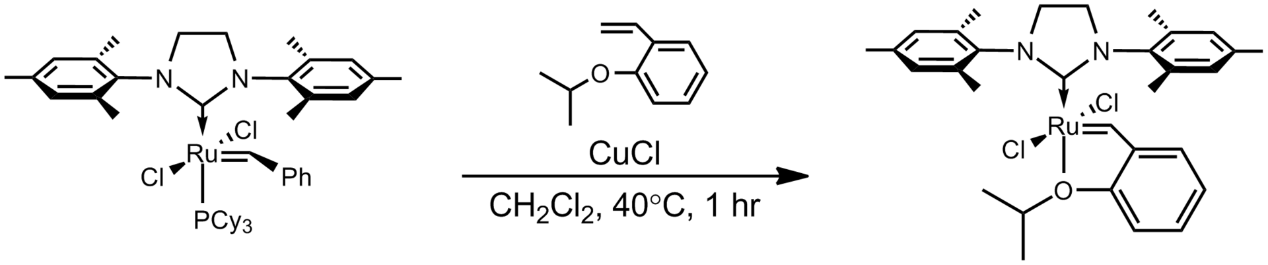 N N
Cl
Ru
Cl
Ph
PCy₃
O
CuCl
CH₂Cl₂, 40°C, 1 hr
N N
Cl
Ru
Cl
O